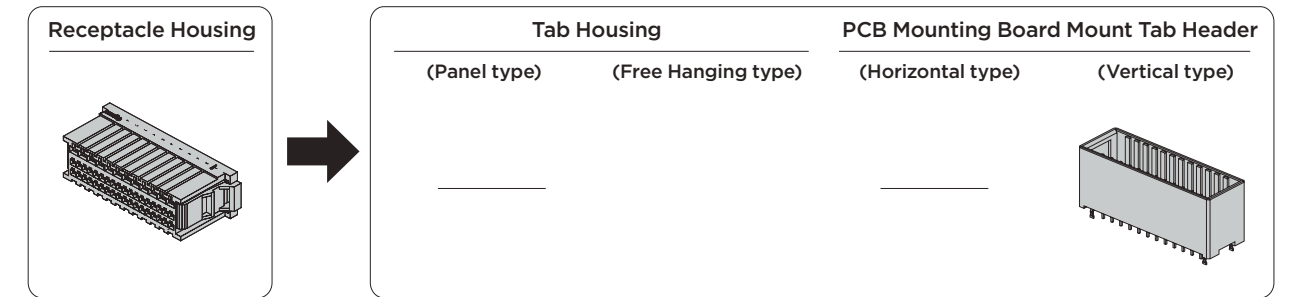 Receptacle Housing
Tab Housing
PCB Mounting Board Mount Tab Header
(Panel type)
(Free Hanging type)
(Horizontal type)
(Vertical type)